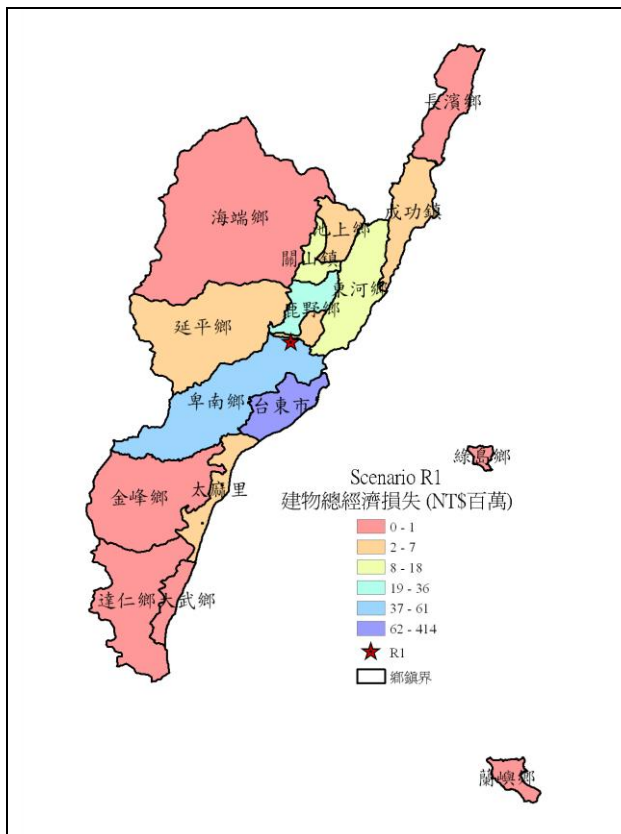 長濱鄉
成功鎮
海端鄉
池上鄉
關山鎮
東河鄉
鹿野鄉
延平鄉
卑南鄉
台東市
綠島鄉
金峰鄉
太麻里
Scenario R1
建物總經濟損失 (NT$百萬)
0 - 1
2 - 7
8 - 18
19 - 36
37 - 61
62 - 414
R1
鄉鎮界
達仁鄉
大武鄉
蘭嶼鄉